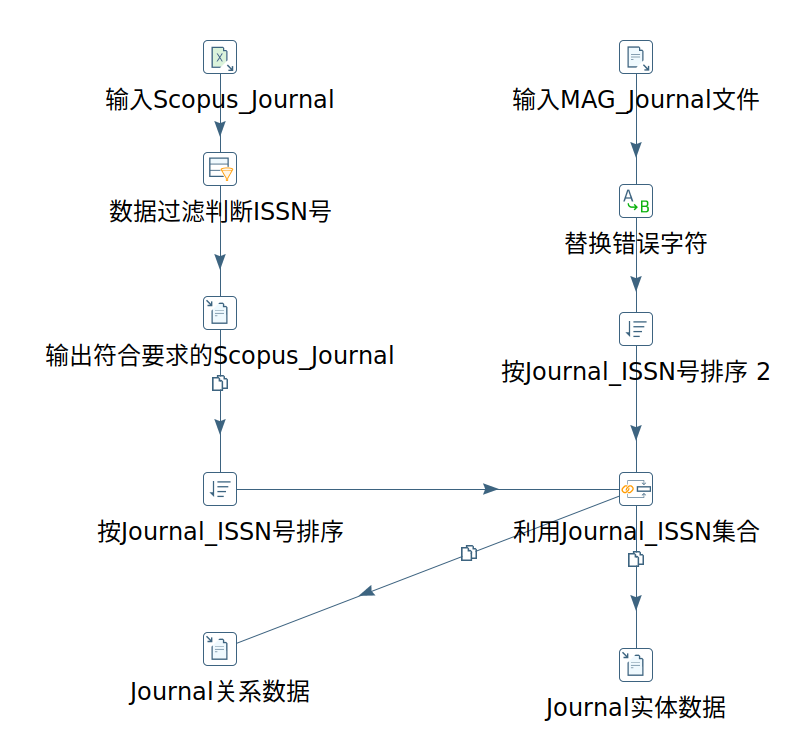 输入Scopus_Journal
输入MAG_Journal文件
数据过滤判断ISSN号
替换错误字符
输出符合要求的Scopus_Journal
按Journal_ISSN号排序 2
按Journal_ISSN号排序
利用Journal_ISSN集合
Journal关系数据
Journal实体数据